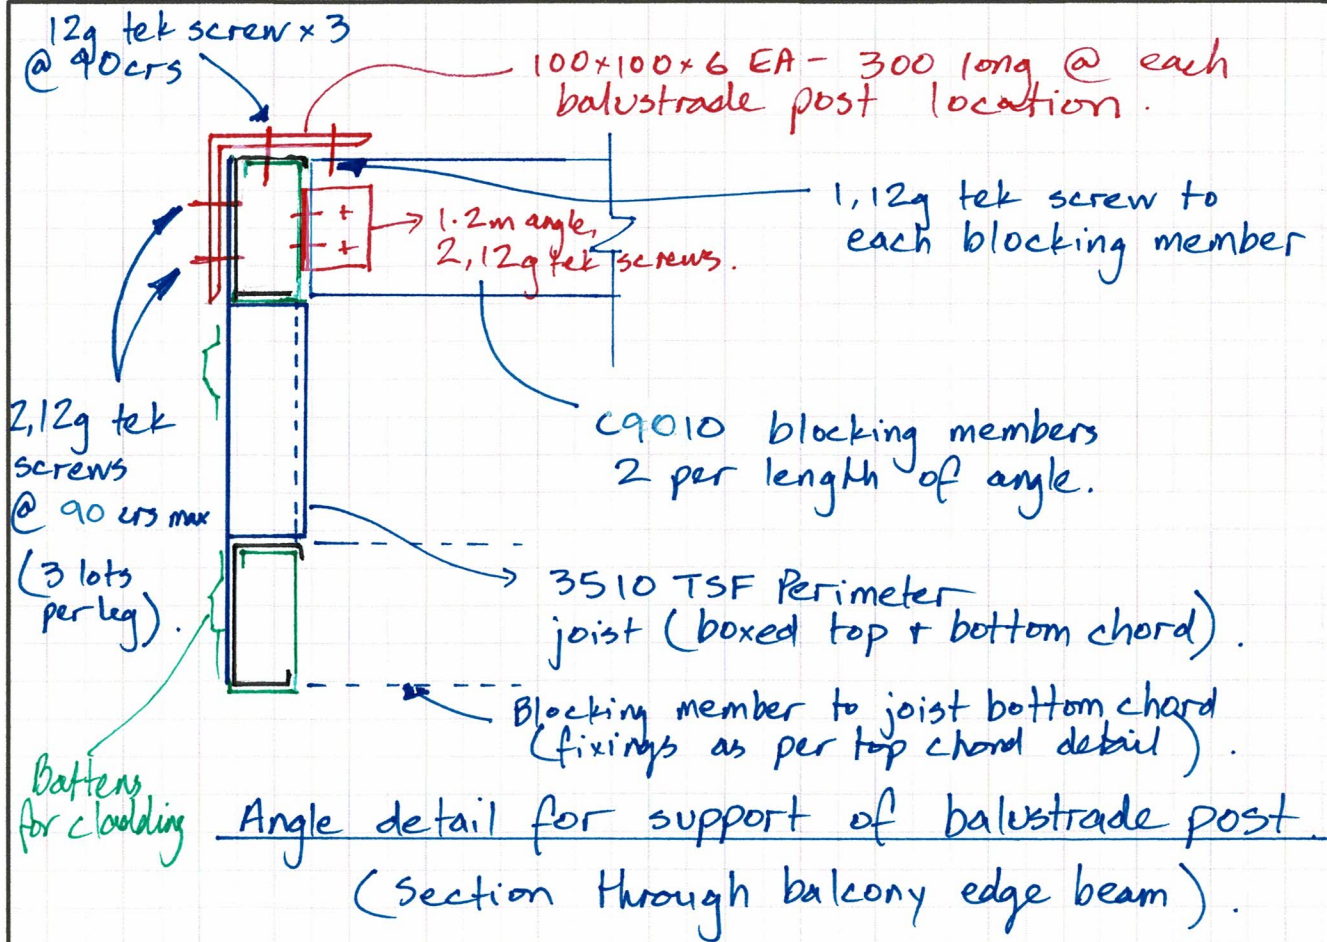 12g tek screw x 3
@ 90crs
100x100x6 EA - 300 long @ each
balustrade post location.
1,12g tek screw to
each blocking member
1.2m angle,
2,12g tek screws.
2,12g tek
screws
@ 90 crs max
(3 lots
per leg).
C9010 blocking members
2 per length of angle.
3510 TSF Perimeter
joist (boxed top + bottom chord).
Blocking member to joist bottom chord
(fixings as per top chord detail).
Battens
for cladding
Angle detail for support of balustrade post.
(section through balcony edge beam).